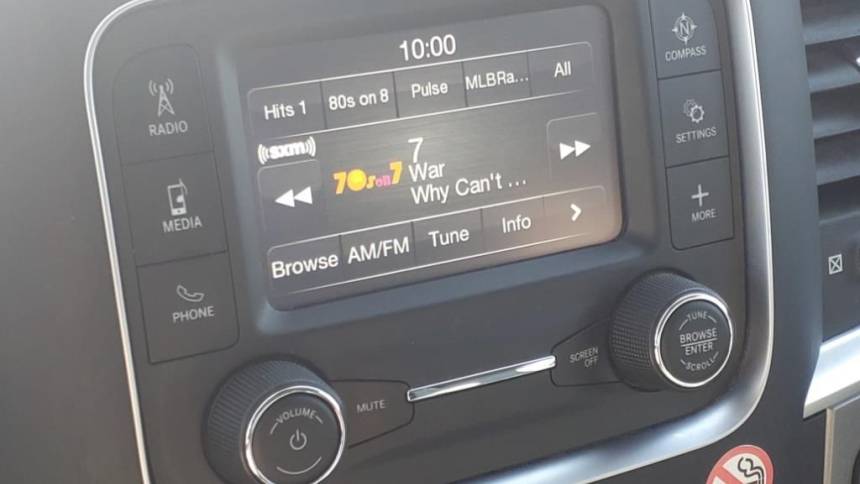 10:00
Hits 1 80s on 8 Pulse MLBRa... All
((sxm))
7
70s on 7
War
Why Can't ...
Browse AM/FM Tune Info >
RADIO
MEDIA
PHONE
N
COMPASS
SETTINGS
+
MORE
VOLUME
MUTE
SCREEN
OFF
TUNE
BROWSE
ENTER
SCROLL